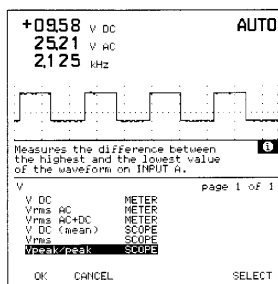 +09.58 V DC AUTO
25.21 V AC
2.125 kHz
Measures the difference between
the highest and the lowest value
of the waveform on INPUT A.
i
V page 1 of 1
V DC METER
Vrms AC METER
Vrms AC+DC METER
V DC (mean) SCOPE
Vrms SCOPE
Vpeak/peak SCOPE
OK CANCEL SELECT